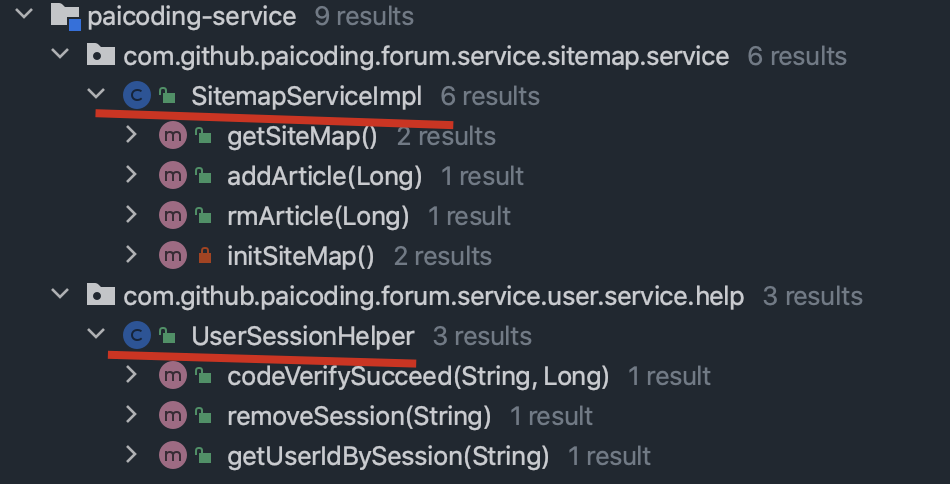 paicoding-service 9 results
com.github.paicoding.forum.service.sitemap.service 6 results
C SitemapServiceImpl 6 results
m getSiteMap() 2 results
m addArticle(Long) 1 result
m rmArticle(Long) 1 result
m initSiteMap() 2 results
com.github.paicoding.forum.service.user.service.help 3 results
C UserSessionHelper 3 results
m codeVerifySucceed(String, Long) 1 result
m removeSession(String) 1 result
m getUserIdBySession(String) 1 result